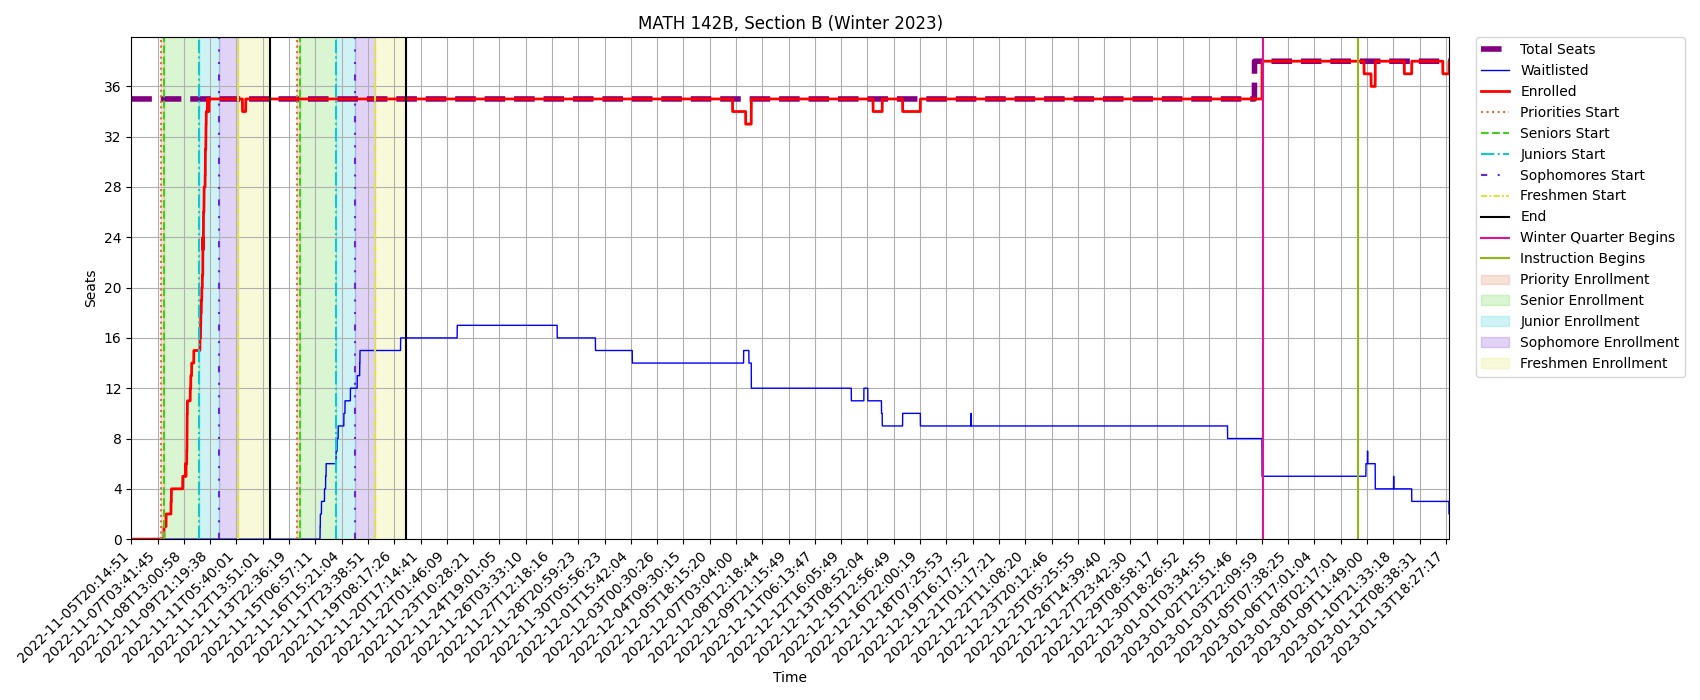 MATH 142B, Section B (Winter 2023)
Seats
36
32
28
24
20
16
12
8
4
0
2022-11-05T20:14:51
2022-11-07T03:41:45
2022-11-08T13:00:58
2022-11-09T21:19:38
2022-11-11T05:40:01
2022-11-12T13:51:01
2022-11-13T22:36:19
2022-11-15T06:57:11
2022-11-16T15:21:04
2022-11-17T23:38:51
2022-11-19T08:17:26
2022-11-20T17:14:41
2022-11-22T01:46:09
2022-11-23T10:28:21
2022-11-24T19:01:05
2022-11-26T03:33:10
2022-11-27T12:18:16
2022-11-28T20:59:23
2022-11-30T05:56:23
2022-12-01T15:42:04
2022-12-03T00:30:26
2022-12-04T09:30:15
2022-12-05T18:15:20
2022-12-07T03:04:00
2022-12-08T12:18:44
2022-12-09T21:15:49
2022-12-11T06:13:47
2022-12-12T16:05:49
2022-12-13T08:52:04
2022-12-15T12:56:49
2022-12-16T22:00:19
2022-12-18T07:25:53
2022-12-19T16:17:52
2022-12-21T01:17:21
2022-12-22T11:08:20
2022-12-23T20:12:46
2022-12-25T05:25:55
2022-12-26T14:39:40
2022-12-27T23:42:30
2022-12-29T08:58:17
2022-12-30T18:26:52
2023-01-01T03:34:55
2023-01-02T12:51:46
2023-01-03T22:09:59
2023-01-05T07:38:25
2023-01-06T17:01:04
2023-01-08T02:17:01
2023-01-09T11:49:00
2023-01-10T21:33:18
2023-01-12T08:38:31
2023-01-13T18:27:17
Time
Total Seats
Waitlisted
Enrolled
Priorities Start
Seniors Start
Juniors Start
Sophomores Start
Freshmen Start
End
Winter Quarter Begins
Instruction Begins
Priority Enrollment
Senior Enrollment
Junior Enrollment
Sophomore Enrollment
Freshmen Enrollment